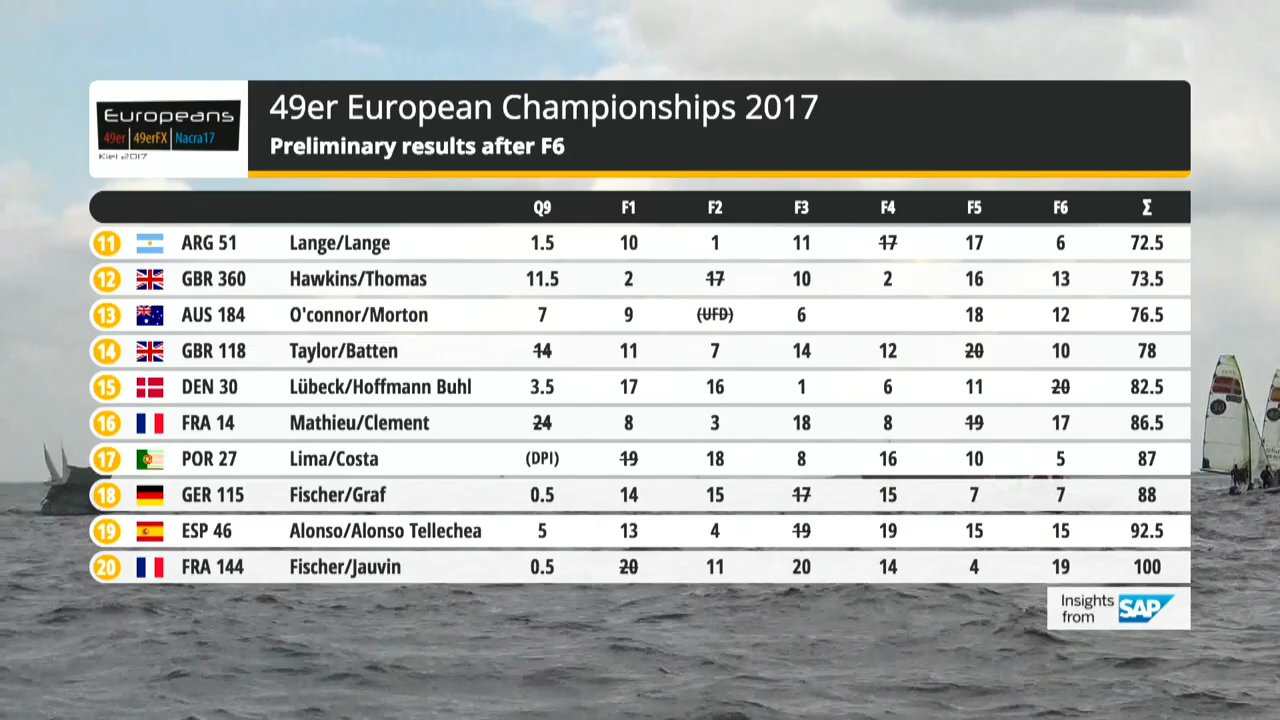 Europeans
49er | 49erFX | Nacra17
Kiel 2017
49er European Championships 2017
Preliminary results after F6
Q9 F1 F2 F3 F4 F5 F6 Σ
11 ARG 51 Lange/Lange 1.5 10 1 11 17 17 6 72.5
12 GBR 360 Hawkins/Thomas 11.5 2 17 10 2 16 13 73.5
13 AUS 184 O'connor/Morton 7 9 (UFD) 6 18 12 76.5
14 GBR 118 Taylor/Batten 14 11 7 14 12 20 10 78
15 DEN 30 Lübeck/Hoffmann Buhl 3.5 17 16 1 6 11 20 82.5
16 FRA 14 Mathieu/Clement 24 8 3 18 8 19 17 86.5
17 POR 27 Lima/Costa (DPI) 19 18 8 16 10 5 87
18 GER 115 Fischer/Graf 0.5 14 15 17 15 7 7 88
19 ESP 46 Alonso/Alonso Tellechea 5 13 4 19 19 15 15 92.5
20 FRA 144 Fischer/Jauvin 0.5 20 11 20 14 4 19 100
Insights
from SAP